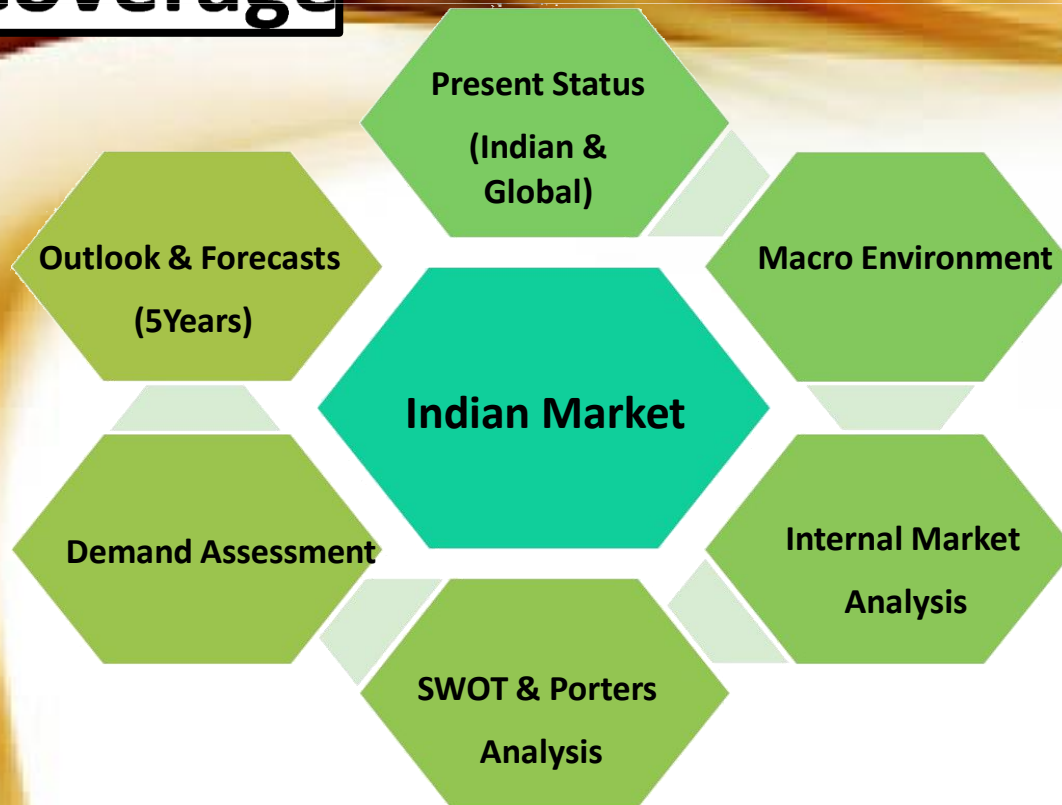 Coverage
Present Status
(Indian &
Global)
Macro Environment
Internal Market
Analysis
SWOT & Porters
Analysis
Demand Assessment
Outlook & Forecasts
(5Years)
Indian Market